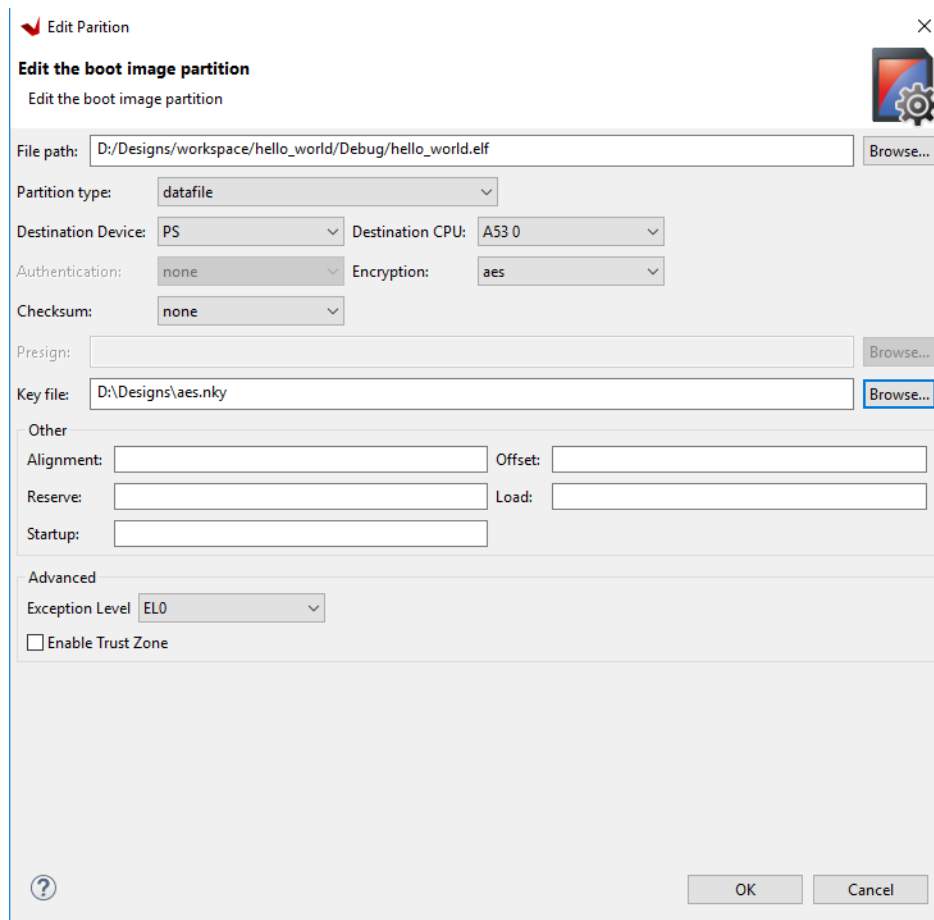 Edit Parition
Edit the boot image partition
Edit the boot image partition
File path: D:/Designs/workspace/hello_world/Debug/hello_world.elf Browse...
Partition type: datafile
Destination Device: PS Destination CPU: A53 0
Authentication: none Encryption: aes
Checksum: none
Presign: Browse...
Key file: D:\Designs\aes.nky Browse...
Other
Alignment: Offset:
Reserve: Load:
Startup:
Advanced
Exception Level EL0
Enable Trust Zone
? OK Cancel